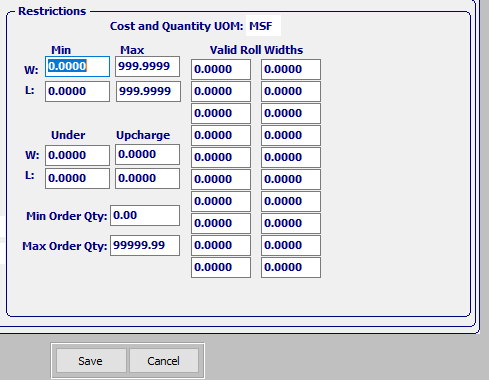 Restrictions
Cost and Quantity UOM: MSF
Min Max Valid Roll Widths
W: 0.0000 999.9999 0.0000 0.0000
L: 0.0000 999.9999 0.0000 0.0000
0.0000 0.0000
Under Upcharge 0.0000 0.0000
W: 0.0000 0.0000 0.0000 0.0000
L: 0.0000 0.0000 0.0000 0.0000
0.0000 0.0000
Min Order Qty: 0.00 0.0000 0.0000
Max Order Qty: 99999.99 0.0000 0.0000
0.0000 0.0000
Save Cancel